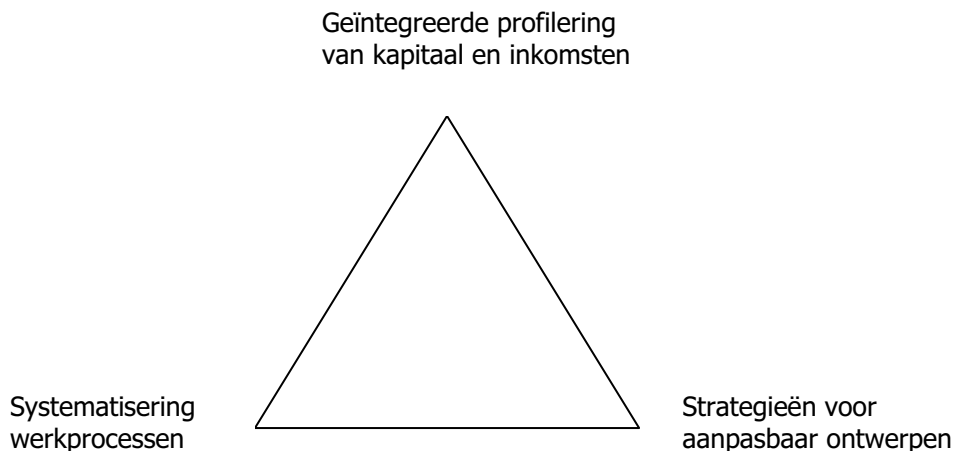 Geïntegreerde profilering
van kapitaal en inkomsten
Systematisering
werkprocessen
Strategieën voor
aanpasbaar ontwerpen